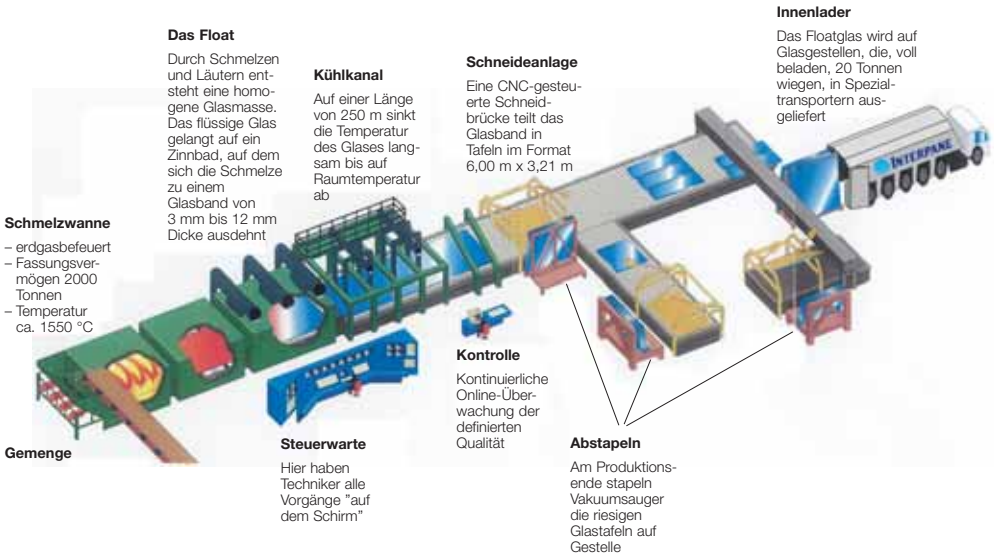 Schmelzwanne
– erdgasbefeuert
– Fassungsver-
mögen 2000
Tonnen
– Temperatur
ca. 1550 °C
Gemenge
Das Float
Durch Schmelzen
und Läutern ent-
steht eine homo-
gene Glasmasse.
Das flüssige Glas
gelangt auf ein
Zinnbad, auf dem
sich die Schmelze
zu einem
Glasband von
3 mm bis 12 mm
Dicke ausdehnt
Kühlkanal
Auf einer Länge
von 250 m sinkt
die Temperatur
des Glases lang-
sam bis auf
Raumtemperatur
ab
Steuerwarte
Hier haben
Techniker alle
Vorgänge ”auf
dem Schirm”
Schneideanlage
Eine CNC-gesteu-
erte Schneid-
brücke teilt das
Glasband in
Tafeln im Format
6,00 m x 3,21 m
Kontrolle
Kontinuierliche
Online-Über-
wachung der
definierten
Qualität
Abstapeln
Am Produktions-
ende stapeln
Vakuumsauger
die riesigen
Glastafeln auf
Gestelle
Innenlader
Das Floatglas wird auf
Glasgestellen, die, voll
beladen, 20 Tonnen
wiegen, in Spezial-
transportern aus-
geliefert
INTERPANE